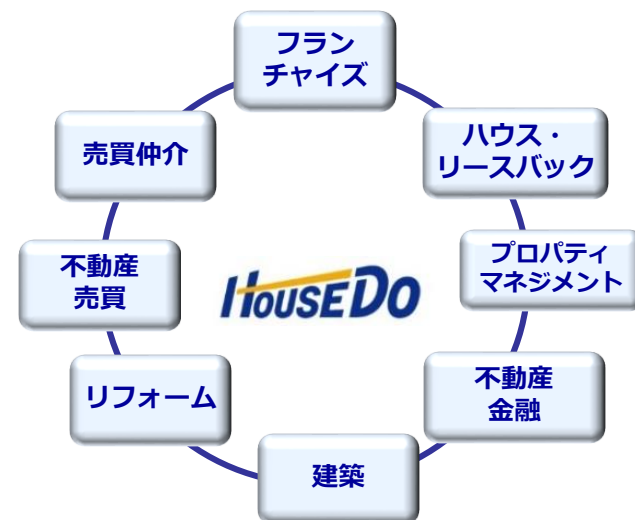 フラン
チャイズ
ハウス・
リースバック
プロパティ
マネジメント
不動産
金融
建築
リフォーム
不動産
売買
売買仲介
HOUSEDO